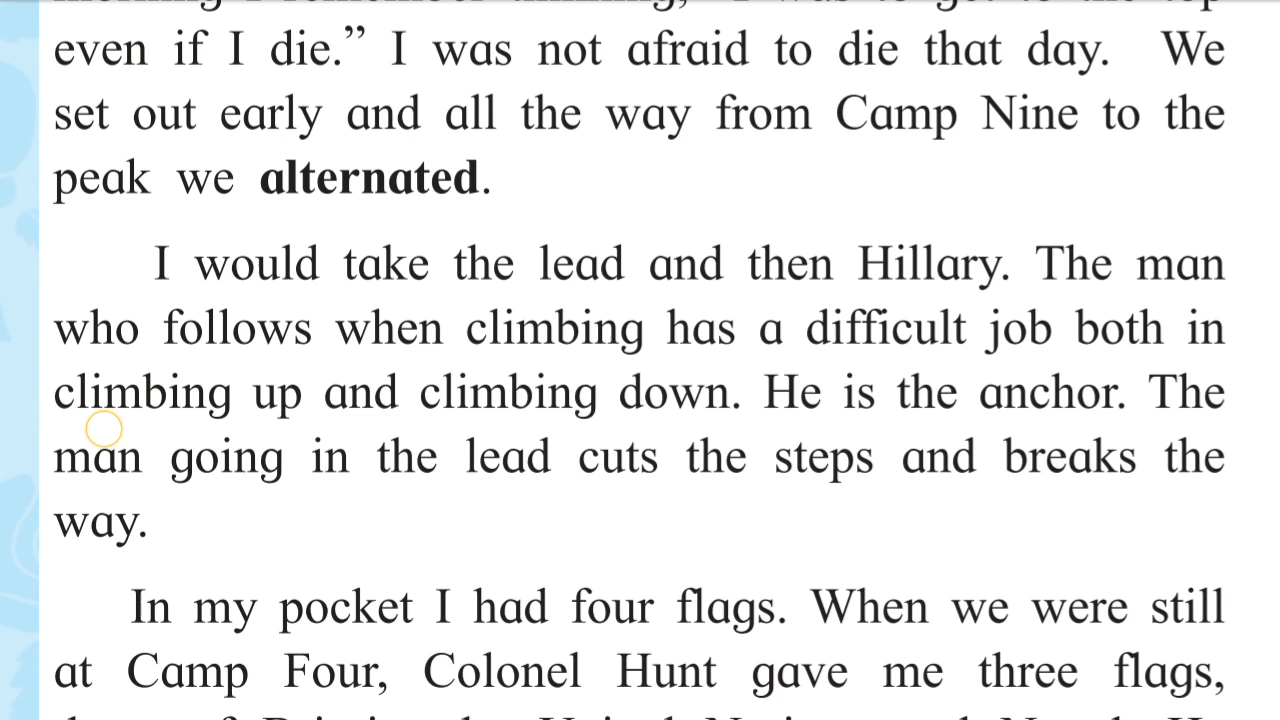 even if I die.” I was not afraid to die that day. We
set out early and all the way from Camp Nine to the
peak we alternated.
I would take the lead and then Hillary. The man
who follows when climbing has a difficult job both in
climbing up and climbing down. He is the anchor. The
man going in the lead cuts the steps and breaks the
way.
In my pocket I had four flags. When we were still
at Camp Four, Colonel Hunt gave me three flags,